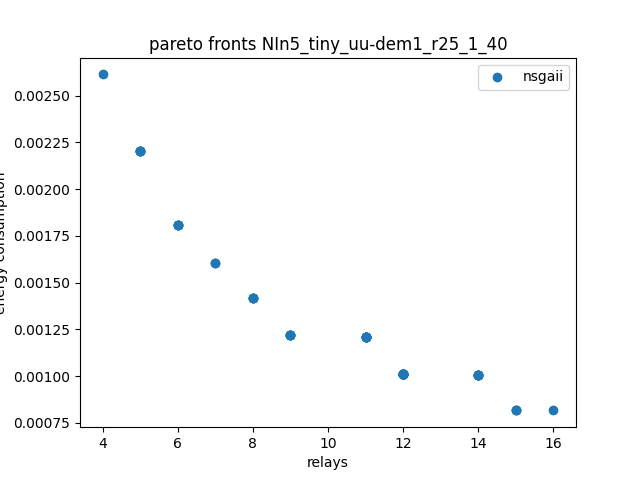 pareto fronts NIn5_tiny_uu-dem1_r25_1_40
nsgaii
0.00250
0.00225
0.00200
0.00175
0.00150
0.00125
0.00100
0.00075
energy consumption
4 6 8 10 12 14 16
relays